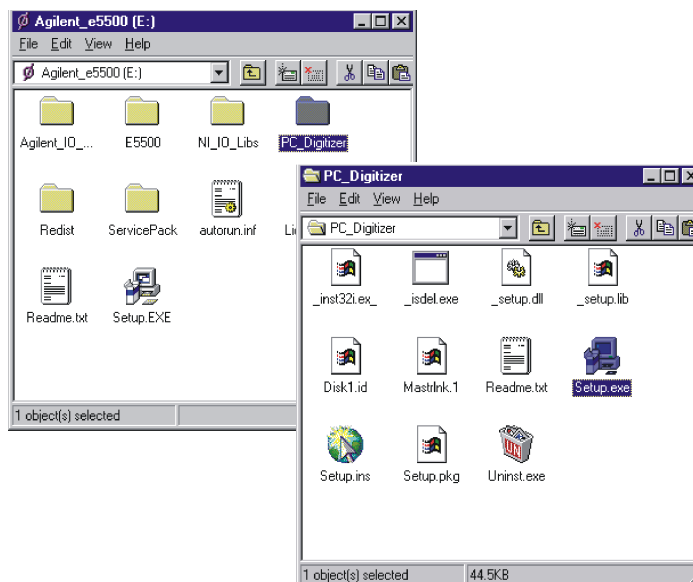 Agilent_e5500 (E:)
File Edit View Help
Agilent_e5500 (E:)
Agilent_IO_... E5500 NI_IO_Libs PC_Digitizer
Redist ServicePack autorun.inf Li
Readme.txt Setup.EXE
1 object(s) selected
PC_Digitizer
File Edit View Help
PC_Digitizer
_inst32i.ex_ _isdel.exe _setup.dll _setup.lib
Disk1.id Mastrlnk.1 Readme.txt Setup.exe
UN
Setup.ins Setup.pkg Uninst.exe
1 object(s) selected 44.5KB